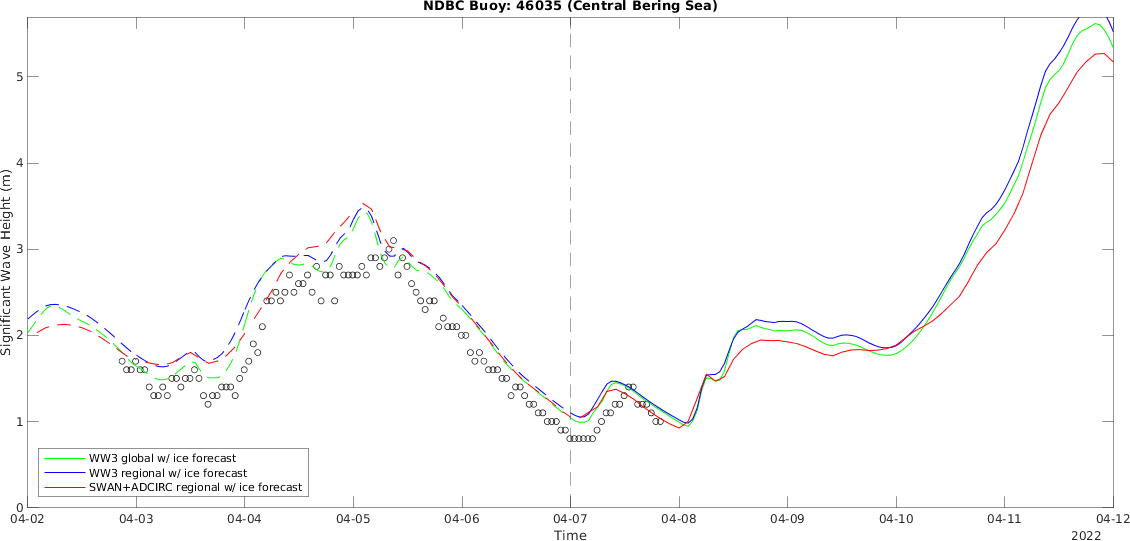 NDBC Buoy: 46035 (Central Bering Sea)
Significant Wave Height (m)
5
4
3
2
1
0
WW3 global w/ ice forecast
WW3 regional w/ ice forecast
SWAN+ADCIRC regional w/ ice forecast
04-02 04-03 04-04 04-05 04-06 04-07 04-08 04-09 04-10 04-11 04-12
Time
2022